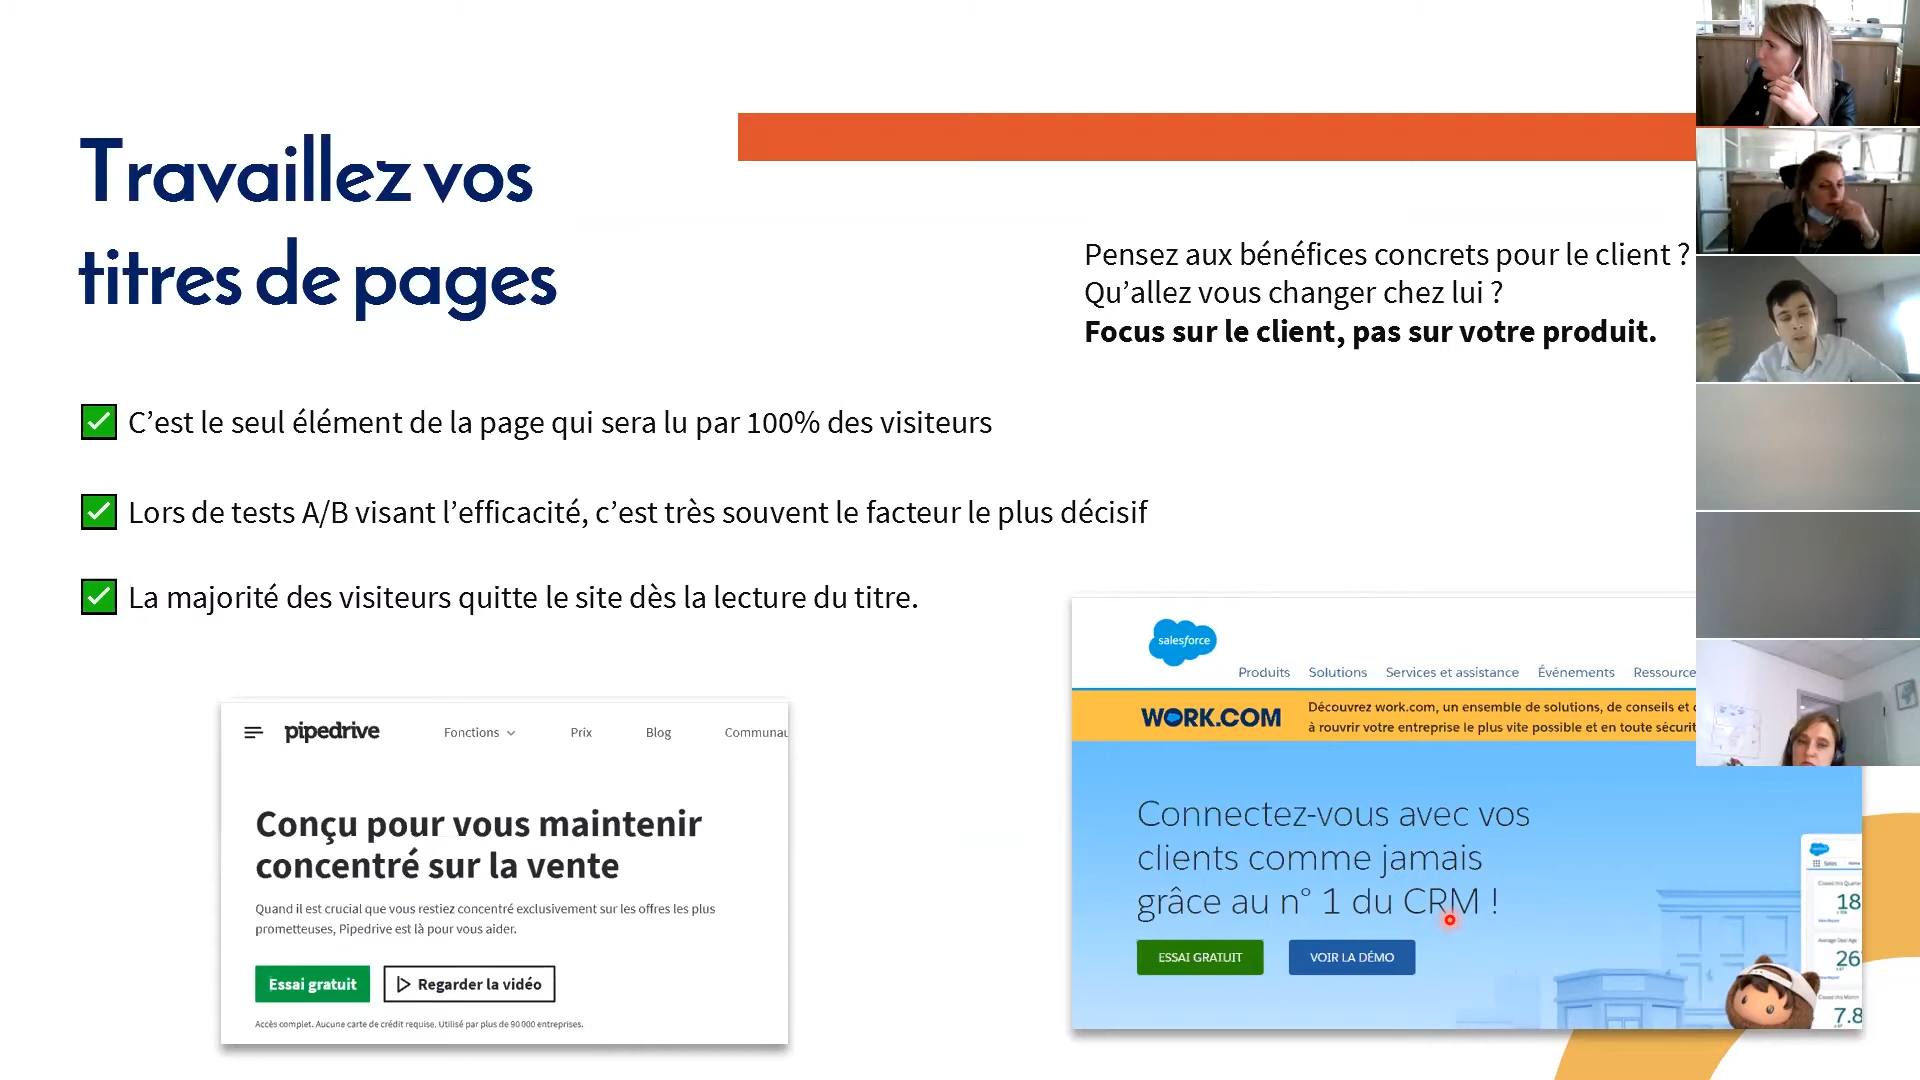 Travaillez vos
titres de pages
Pensez aux bénéfices concrets pour le client ?
Qu’allez vous changer chez lui ?
Focus sur le client, pas sur votre produit.
C’est le seul élément de la page qui sera lu par 100% des visiteurs
Lors de tests A/B visant l’efficacité, c’est très souvent le facteur le plus décisif
La majorité des visiteurs quitte le site dès la lecture du titre.
pipedrive
Fonctions
Prix
Blog
Communau
Conçu pour vous maintenir
concentré sur la vente
Quand il est crucial que vous restiez concentré exclusivement sur les offres les plus
prometteuses, Pipedrive est là pour vous aider.
Essai gratuit
Regarder la vidéo
Accès complet. Aucune carte de crédit requise. Utilisé par plus de 90 000 entreprises.
salesforce
Produits
Solutions
Services et assistance
Événements
Ressource
WORK.COM
Découvrez work.com, un ensemble de solutions, de conseils et
à rouvrir votre entreprise le plus vite possible et en toute sécurit
Connectez-vous avec vos
clients comme jamais
grâce au n° 1 du CRM !
ESSAI GRATUIT
VOIR LA DÉMO
Sales
18
26
7.8